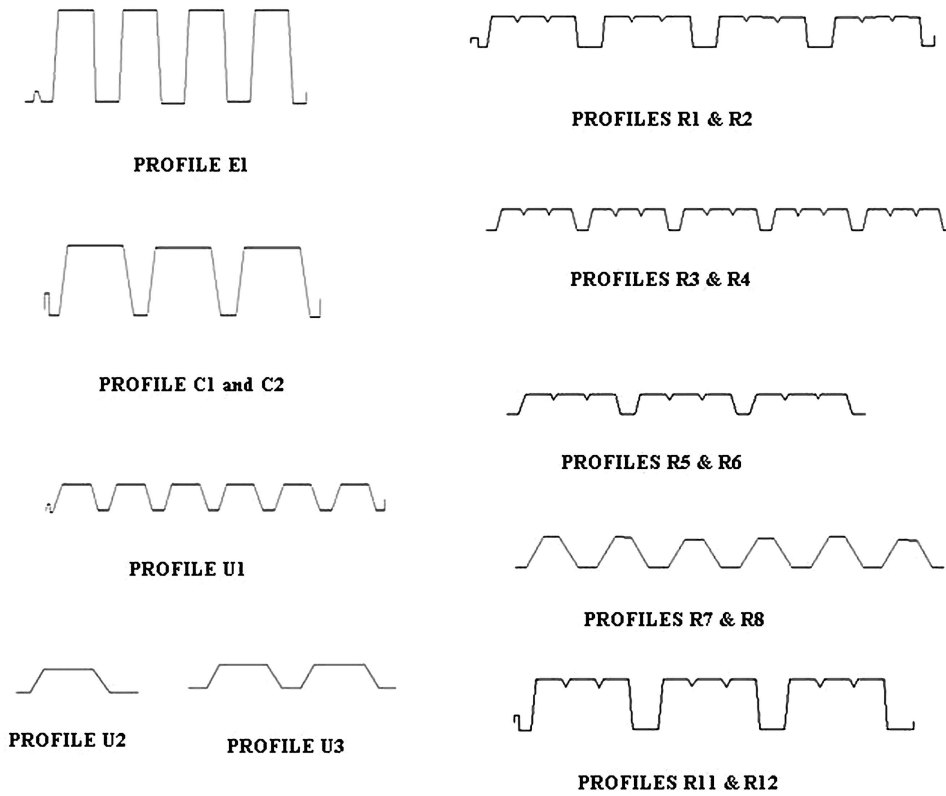 PROFILE E1
PROFILE C1 and C2
PROFILE U1
PROFILE U2
PROFILE U3
PROFILES R1 & R2
PROFILES R3 & R4
PROFILES R5 & R6
PROFILES R7 & R8
PROFILES R11 & R12